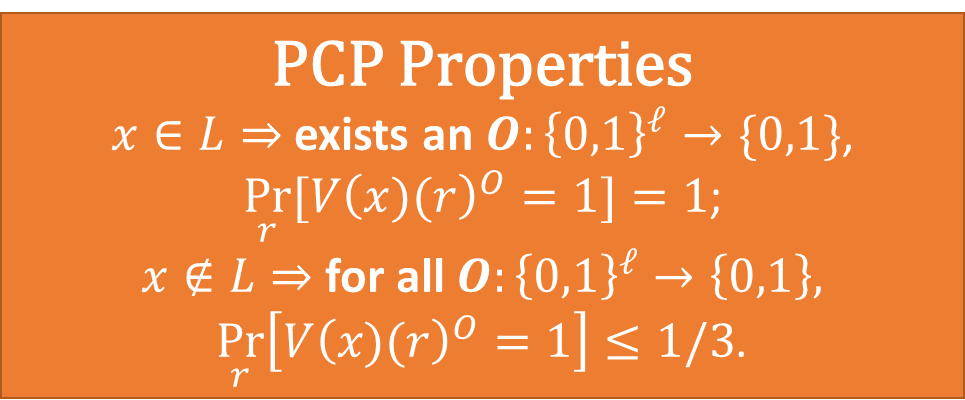 PCP Properties
x ∈ L ⇒ exists an O: {0,1}^ℓ → {0,1},
Pr_r[V(x)(r)^O = 1] = 1;
x ∉ L ⇒ for all O: {0,1}^ℓ → {0,1},
Pr_r[V(x)(r)^O = 1] ≤ 1/3.